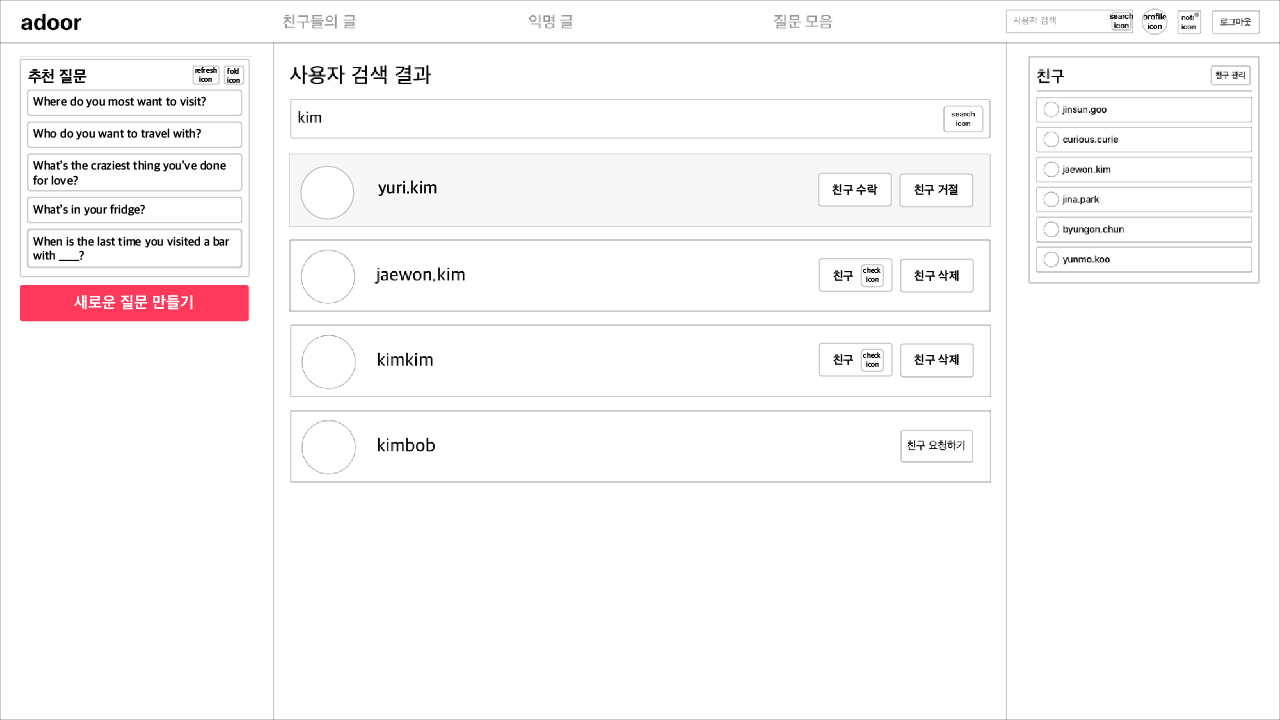 adoor
친구들의 글
익명 글
질문 모음
사용자 검색
search
icon
profile
icon
noti
icon
로그아웃
추천 질문
refresh
icon
fold
icon
Where do you most want to visit?
Who do you want to travel with?
What's the craziest thing you've done
for love?
What's in your fridge?
When is the last time you visited a bar
with ____?
새로운 질문 만들기
사용자 검색 결과
kim
search
icon
yuri.kim
친구 수락
친구 거절
jaewon.kim
친구
check
icon
친구 삭제
kimkim
친구
check
icon
친구 삭제
kimbob
친구 요청하기
친구
친구 관리
jinsun.goo
curious.curie
jaewon.kim
jina.park
byungon.chun
yunmo.koo